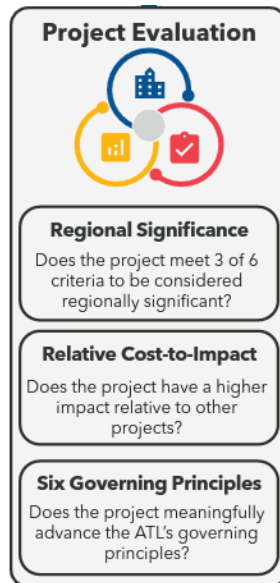 Project Evaluation
Regional Significance
Does the project meet 3 of 6
criteria to be considered
regionally significant?
Relative Cost-to-Impact
Does the project have a higher
impact relative to other
projects?
Six Governing Principles
Does the project meaningfully
advance the ATL's governing
principles?